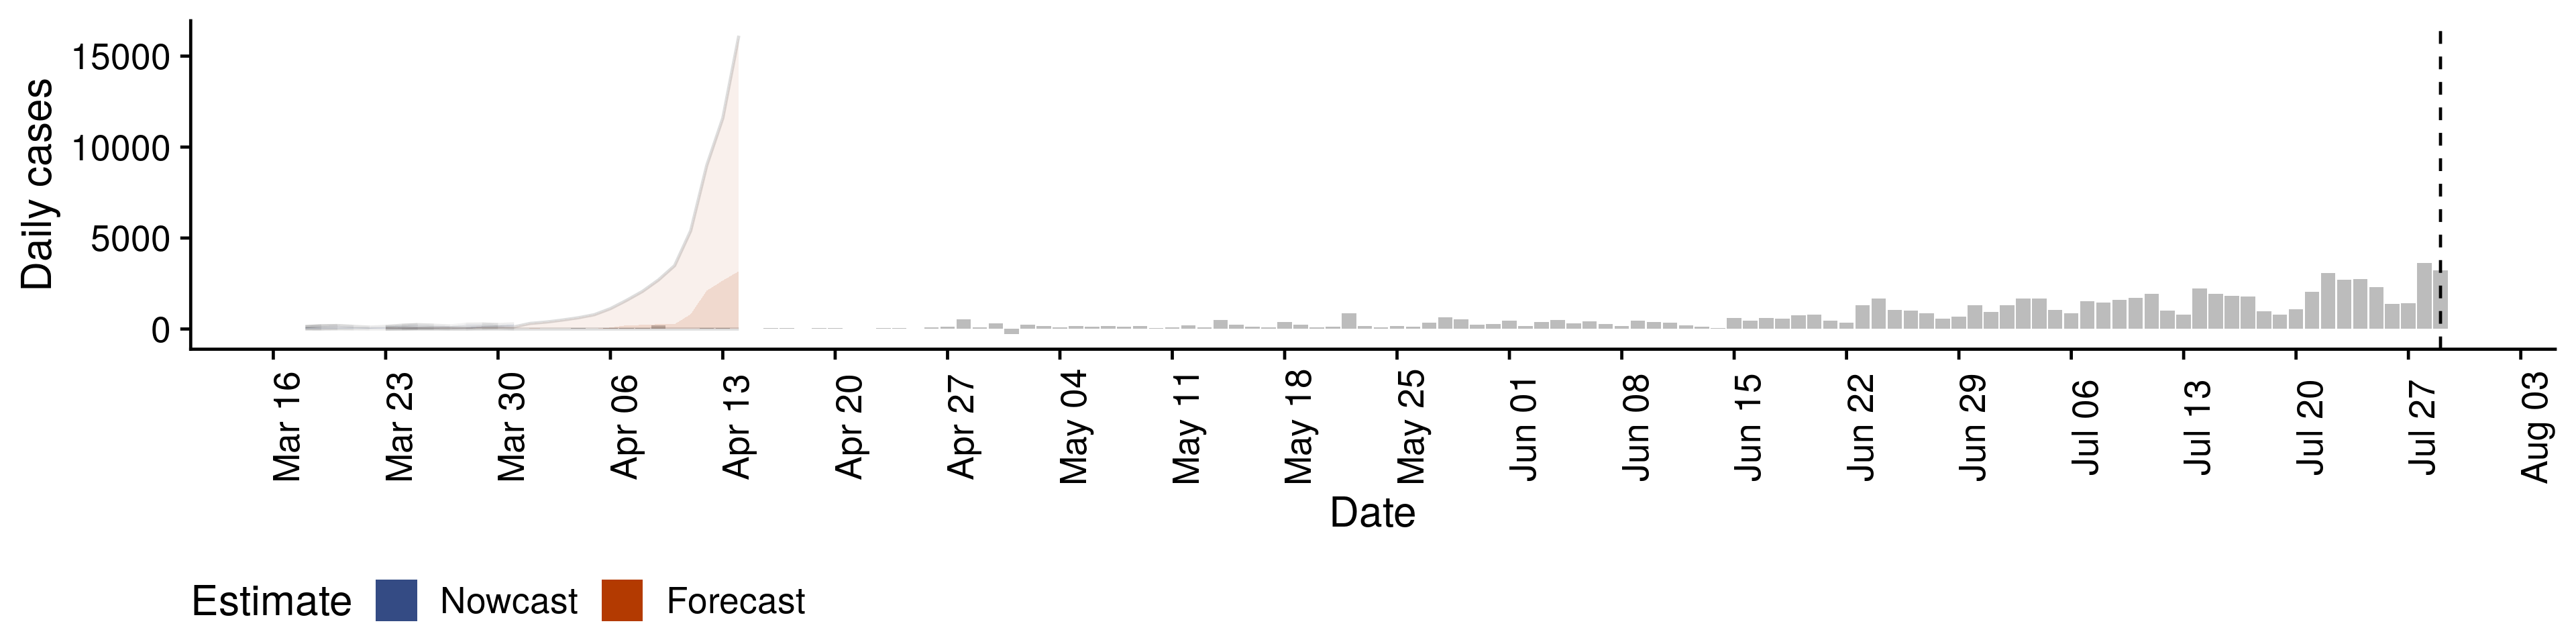 Daily cases
15000
10000
5000
0
Mar 16
Mar 23
Mar 30
Apr 06
Apr 13
Apr 20
Apr 27
May 04
May 11
May 18
May 25
Jun 01
Jun 08
Jun 15
Jun 22
Jun 29
Jul 06
Jul 13
Jul 20
Jul 27
Aug 03
Date
Estimate Nowcast Forecast